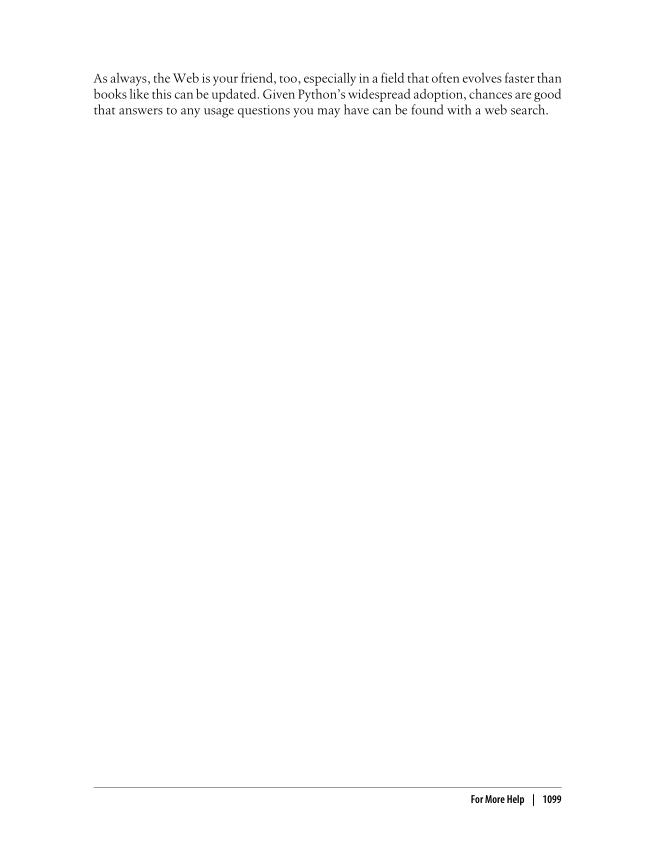 As always, the Web is your friend, too, especially in a field that often evolves faster than
books like this can be updated. Given Python’s widespread adoption, chances are good
that answers to any usage questions you may have can be found with a web search.
For More Help | 1099